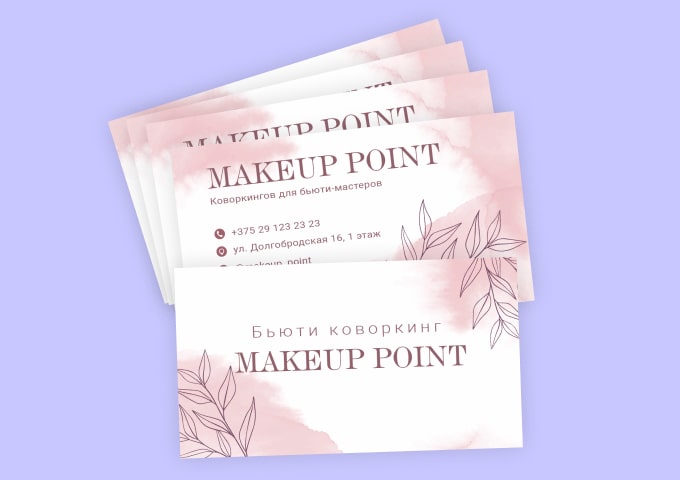 MAKEUP POINT
MAKEUP POINT
Коворкингов для бьюти-мастеров
+375 29 123 23 23
ул. Долгобродская 16, 1 этаж
@makeup_point
Бьюти коворкинг
MAKEUP POINT